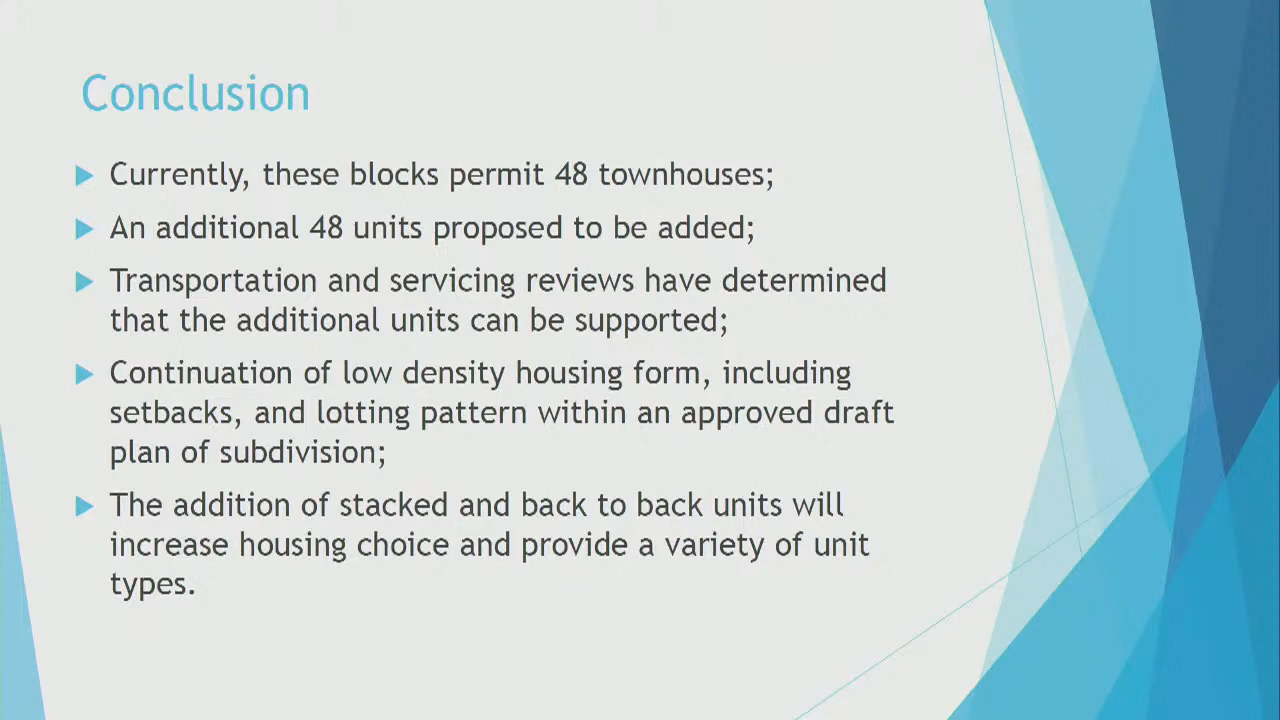 Conclusion
Currently, these blocks permit 48 townhouses;
An additional 48 units proposed to be added;
Transportation and servicing reviews have determined
that the additional units can be supported;
Continuation of low density housing form, including
setbacks, and lotting pattern within an approved draft
plan of subdivision;
The addition of stacked and back to back units will
increase housing choice and provide a variety of unit
types.